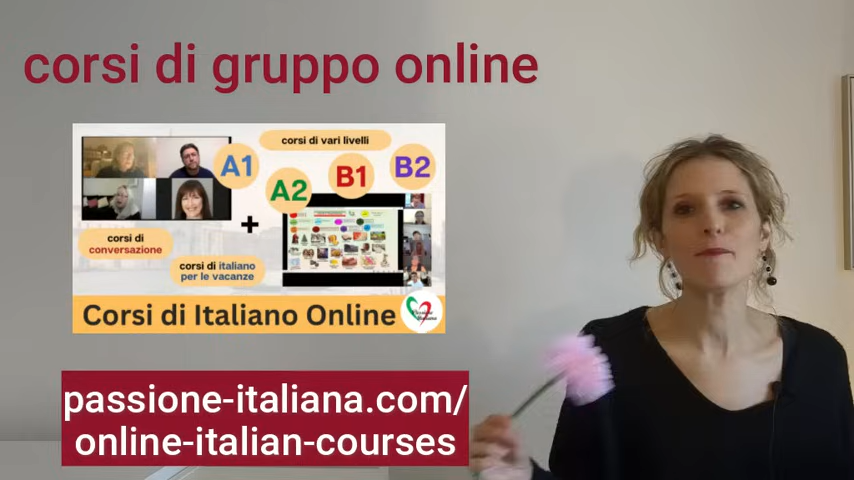 corsi di gruppo online
corsi di vari livelli
A1
A2
B1
B2
corsi di
conversazione
+
corsi di italiano
per le vacanze
Corsi di Italiano Online
passione-italiana.com/
online-italian-courses